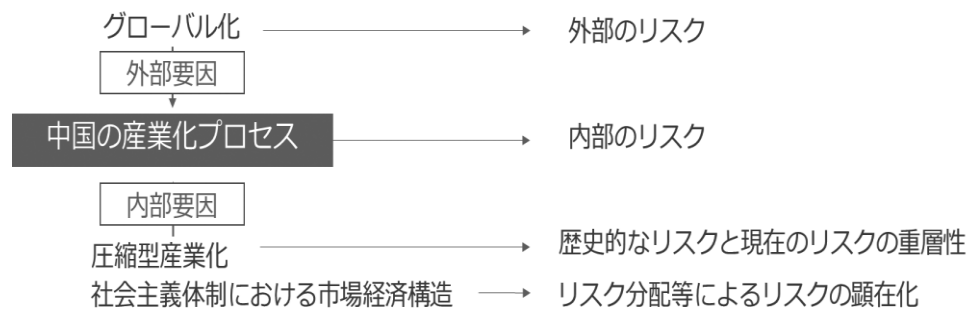 グローバル化 外部のリスク
外部要因
中国の産業化プロセス 内部のリスク
内部要因
圧縮型産業化 歴史的なリスクと現在のリスクの重層性
社会主義体制における市場経済構造 リスク分配等によるリスクの顕在化